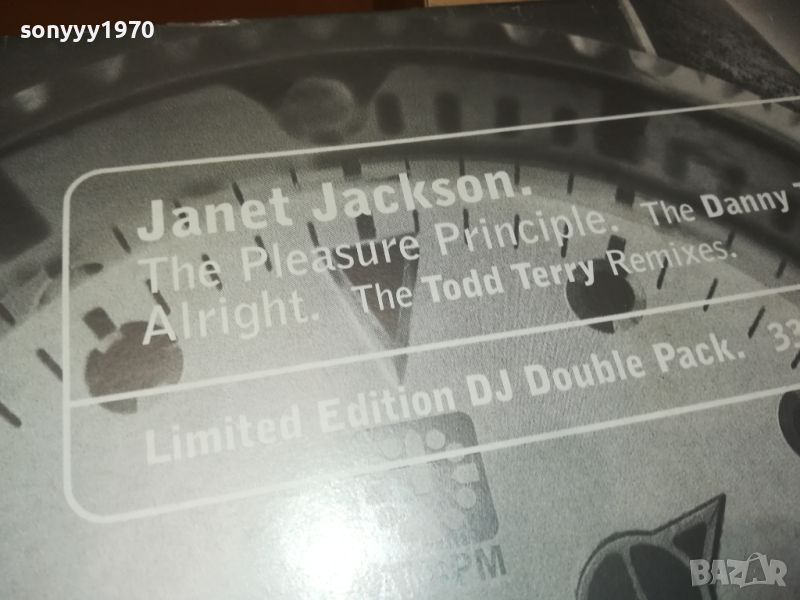 sonyyy1970
Janet Jackson.
The Pleasure Principle. The Danny
Alright. The Todd Terry Remixes.
Limited Edition DJ Double Pack. 33
BAZAR